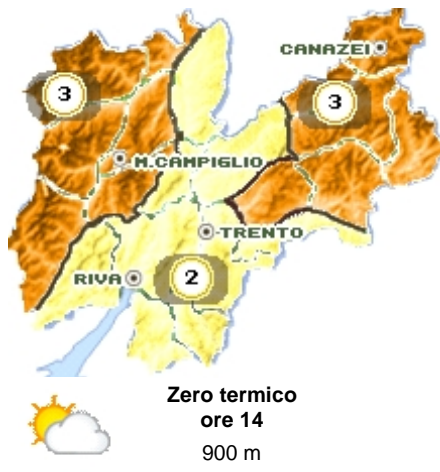 CANAZEI
3
3
M.CAMPIGLIO
TRENTO
RIVA
2
Zero termico
ore 14
900 m